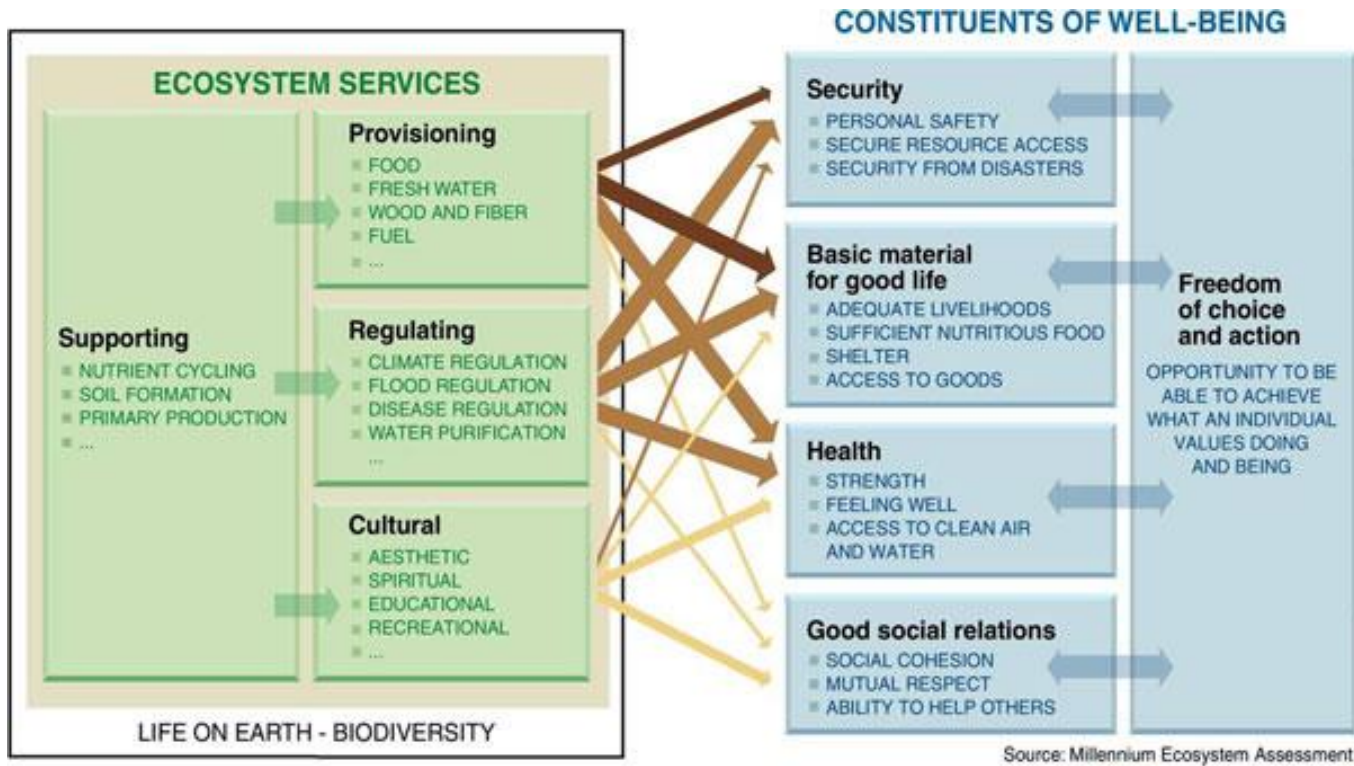 CONSTITUENTS OF WELL-BEING
ECOSYSTEM SERVICES
Supporting
NUTRIENT CYCLING
SOIL FORMATION
PRIMARY PRODUCTION
...
Provisioning
FOOD
FRESH WATER
WOOD AND FIBER
FUEL
...
Regulating
CLIMATE REGULATION
FLOOD REGULATION
DISEASE REGULATION
WATER PURIFICATION
...
Cultural
AESTHETIC
SPIRITUAL
EDUCATIONAL
RECREATIONAL
...
LIFE ON EARTH - BIODIVERSITY
Security
PERSONAL SAFETY
SECURE RESOURCE ACCESS
SECURITY FROM DISASTERS
Basic material
for good life
ADEQUATE LIVELIHOODS
SUFFICIENT NUTRITIOUS FOOD
SHELTER
ACCESS TO GOODS
Health
STRENGTH
FEELING WELL
ACCESS TO CLEAN AIR
AND WATER
Good social relations
SOCIAL COHESION
MUTUAL RESPECT
ABILITY TO HELP OTHERS
Freedom
of choice
and action
OPPORTUNITY TO BE
ABLE TO ACHIEVE
WHAT AN INDIVIDUAL
VALUES DOING
AND BEING
Source: Millennium Ecosystem Assessment